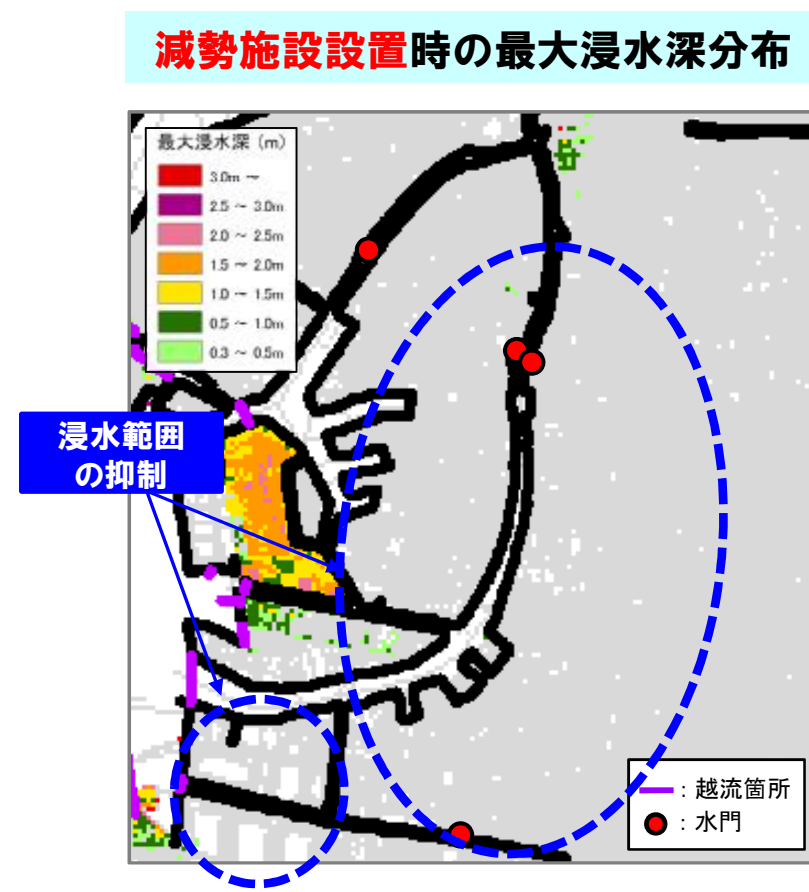 減勢施設設置時の最大浸水深分布
最大浸水深 (m)
3.0m ～
2.5 ～ 3.0m
2.0 ～ 2.5m
1.5 ～ 2.0m
1.0 ～ 1.5m
0.5 ～ 1.0m
0.3 ～ 0.5m
浸水範囲
の抑制
：越流箇所
：水門